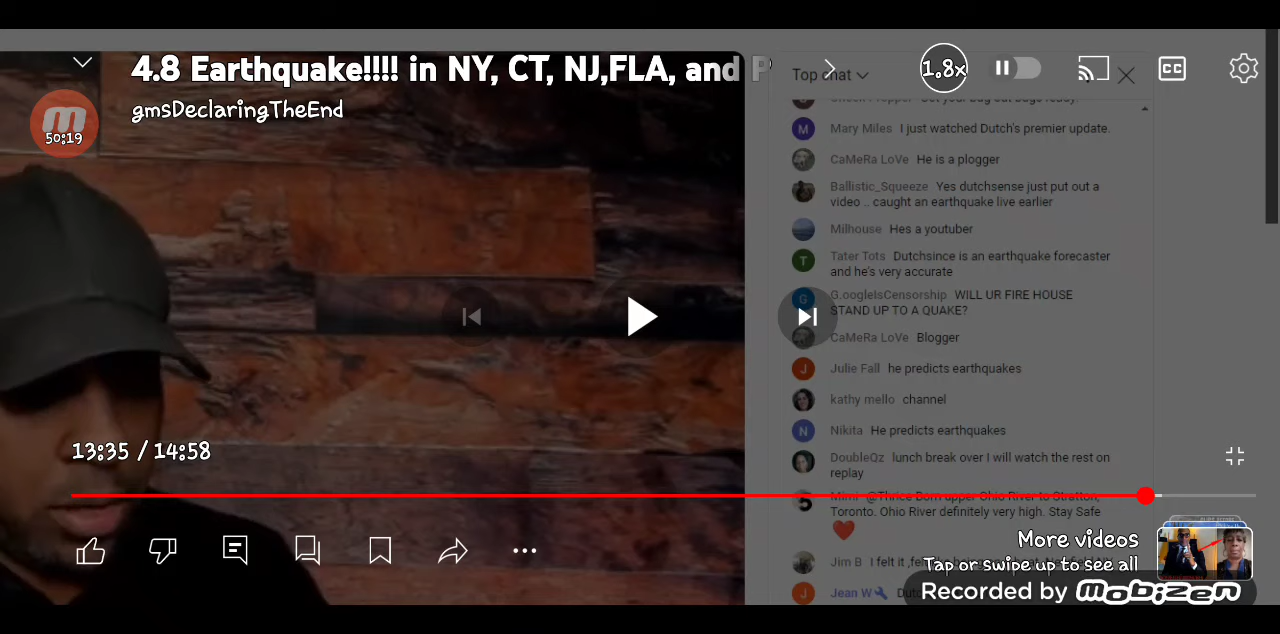 4.8 Earthquake!!!! in NY, CT, NJ,FLA, and P
gmsDeclaringTheEnd
50:19
1.8x
CC
Top chat
Mary Miles I just watched Dutch's premier update.
CaMeRa LoVe He is a plogger
Ballistic_Squeeze Yes dutchsense just put out a
video .. caught an earthquake live earlier
Milhouse Hes a youtuber
Tater Tots Dutchsince is an earthquake forecaster
and he's very accurate
G.oogleIsCensorship WILL UR FIRE HOUSE
STAND UP TO A QUAKE?
CaMeRa LoVe Blogger
Julie Fall he predicts earthquakes
kathy mello channel
Nikita He predicts earthquakes
DoubleQz lunch break over I will watch the rest on
replay
Mimi @Thrice Born upper Ohio River to Stratton,
Toronto. Ohio River definitely very high. Stay Safe
Jim B I felt it
Jean W
13:35 / 14:58
More videos
Tap or swipe up to see all
Recorded by MOBIZEN